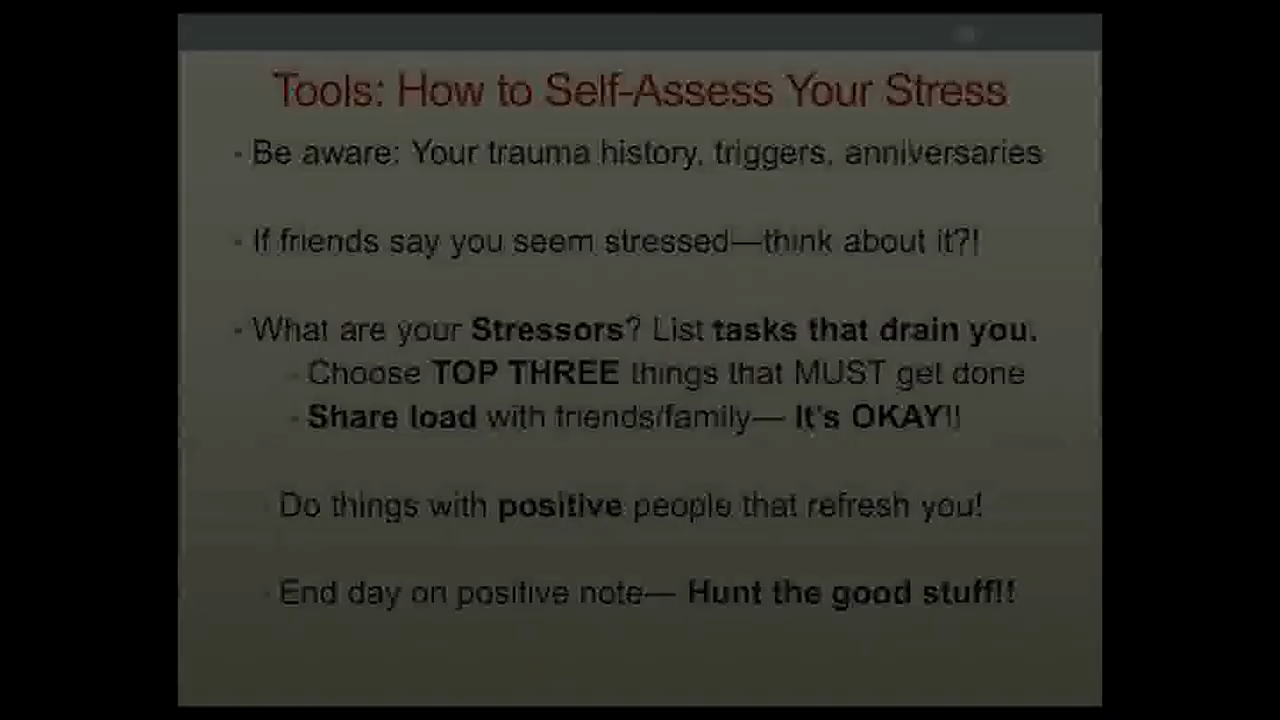 Tools: How to Self-Assess Your Stress
- Be aware: Your trauma history, triggers, anniversaries
- If friends say you seem stressed—think about it?!
- What are your Stressors? List tasks that drain you.
- Choose TOP THREE things that MUST get done
- Share load with friends/family— It's OKAY!!
- Do things with positive people that refresh you!
- End day on positive note— Hunt the good stuff!!